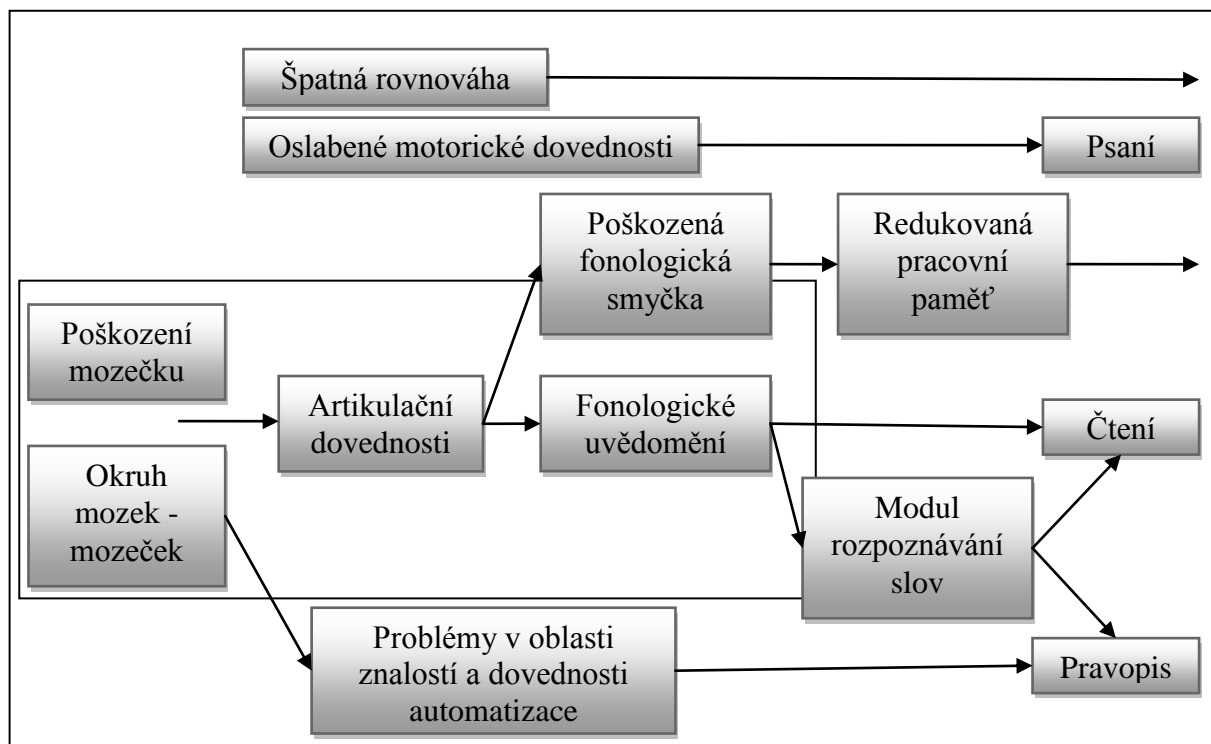 Špatná rovnováha
Oslabené motorické dovednosti
Psaní
Poškozená
fonologická
smyčka
Redukovaná
pracovní
paměť
Poškození
mozečku
Artikulační
dovednosti
Fonologické
uvědomění
Čtení
Okruh
mozek -
mozeček
Modul
rozpoznávání
slov
Problémy v oblasti
znalostí a dovednosti
automatizace
Pravopis